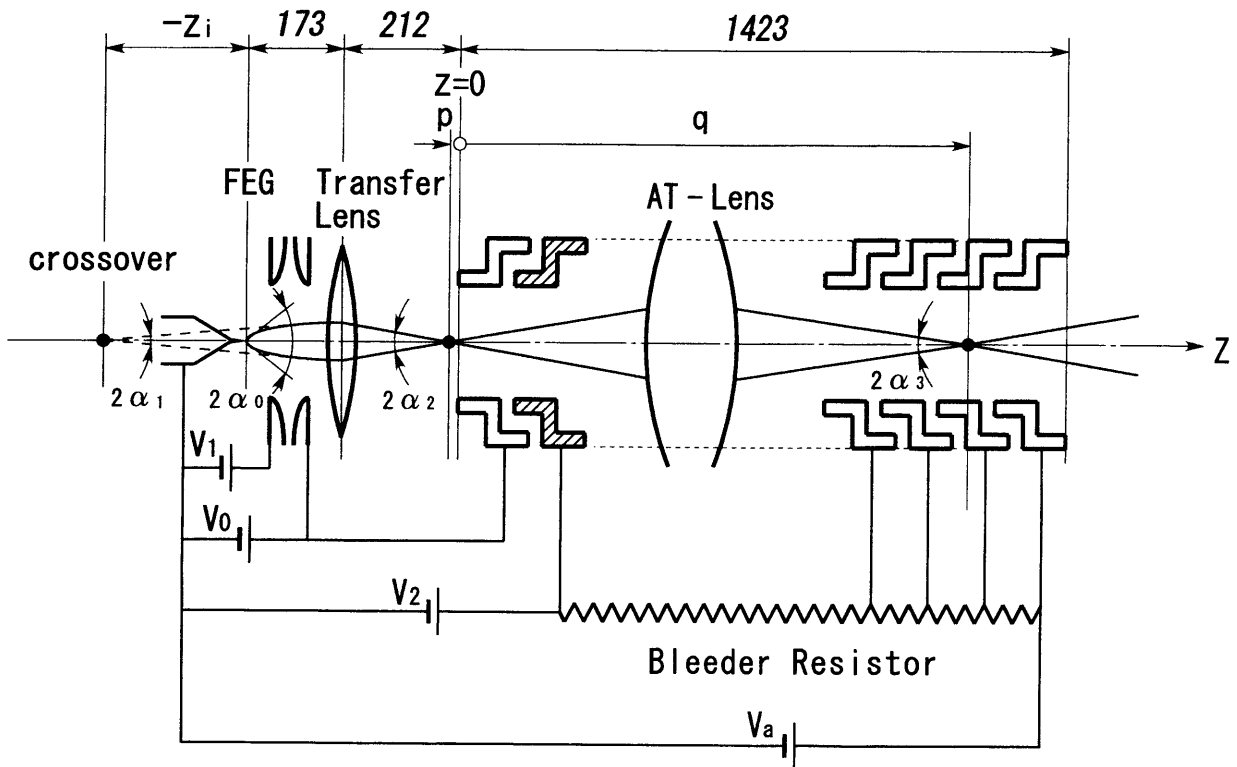 -Zi 173 212 1423
Z=0
p q
FEG Transfer Lens
AT-Lens
crossover
2α1 2α0 2α2 2α3
Z
V1
V0
V2
Bleeder Resistor
Va